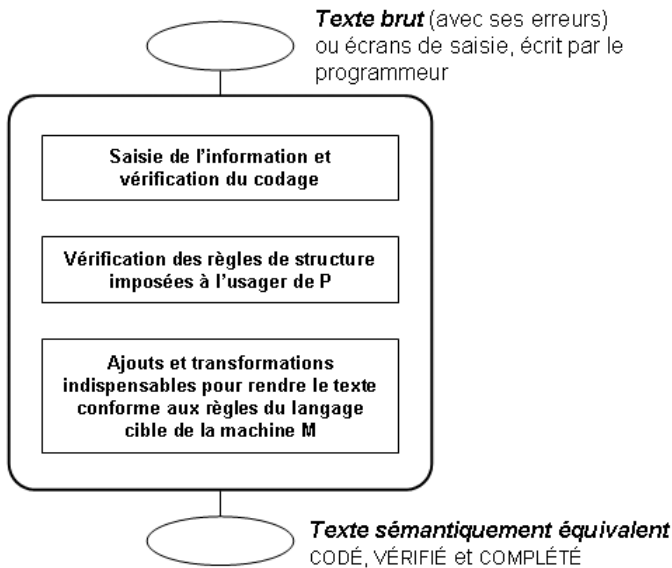 Texte brut (avec ses erreurs)
ou écrans de saisie, écrit par le
programmeur
Saisie de l'information et
vérification du codage
Vérification des règles de structure
imposées à l'usager de P
Ajouts et transformations
indispensables pour rendre le texte
conforme aux règles du langage
cible de la machine M
Texte sémantiquement équivalent
CODÉ, VÉRIFIÉ et COMPLÉTÉ